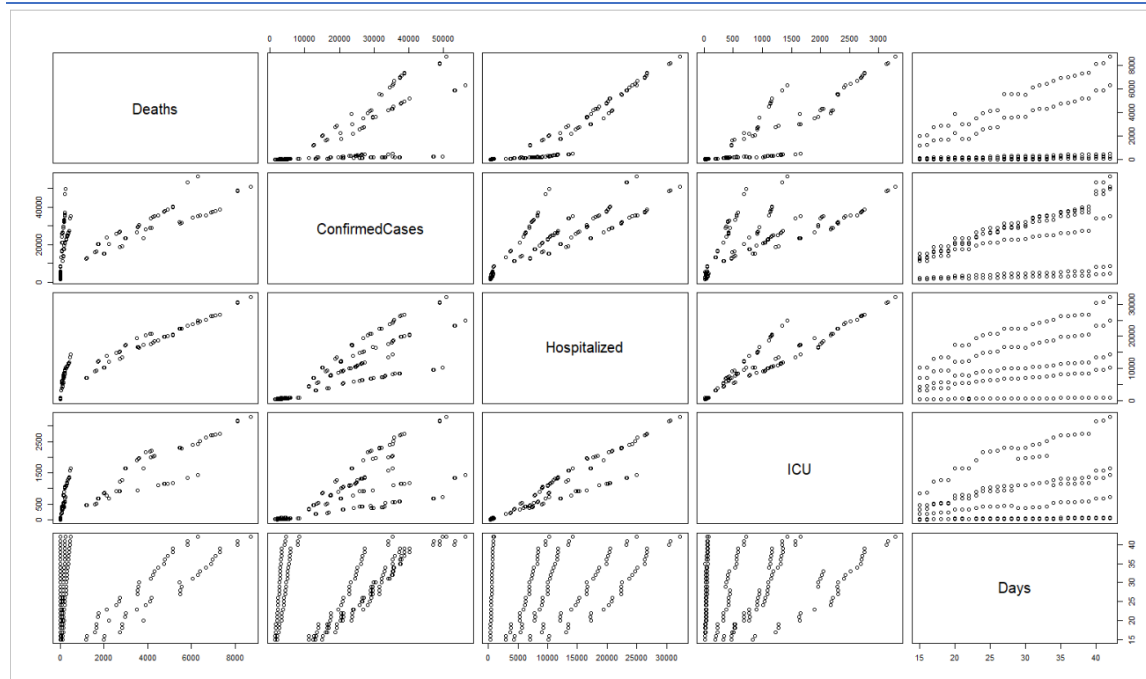 0 10000 20000 30000 40000 50000
0 500 1000 2000 3000
Deaths
0 2000 4000 6000 8000
0 20000 40000
ConfirmedCases
Hospitalized
0 10000 20000 30000
0 500 1500 2500
ICU
Days
15 20 25 30 35 40
0 2000 4000 6000 8000
0 5000 10000 15000 20000 25000 30000
15 20 25 30 35 40